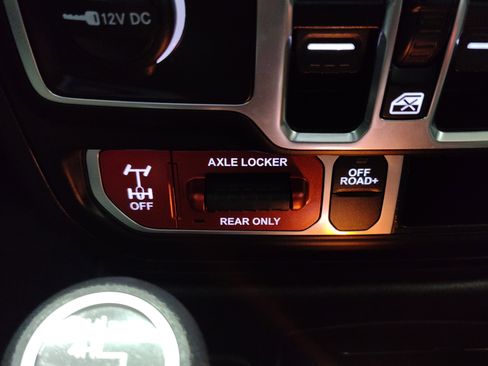 12V DC
AXLE LOCKER
OFF
REAR ONLY
OFF
ROAD+